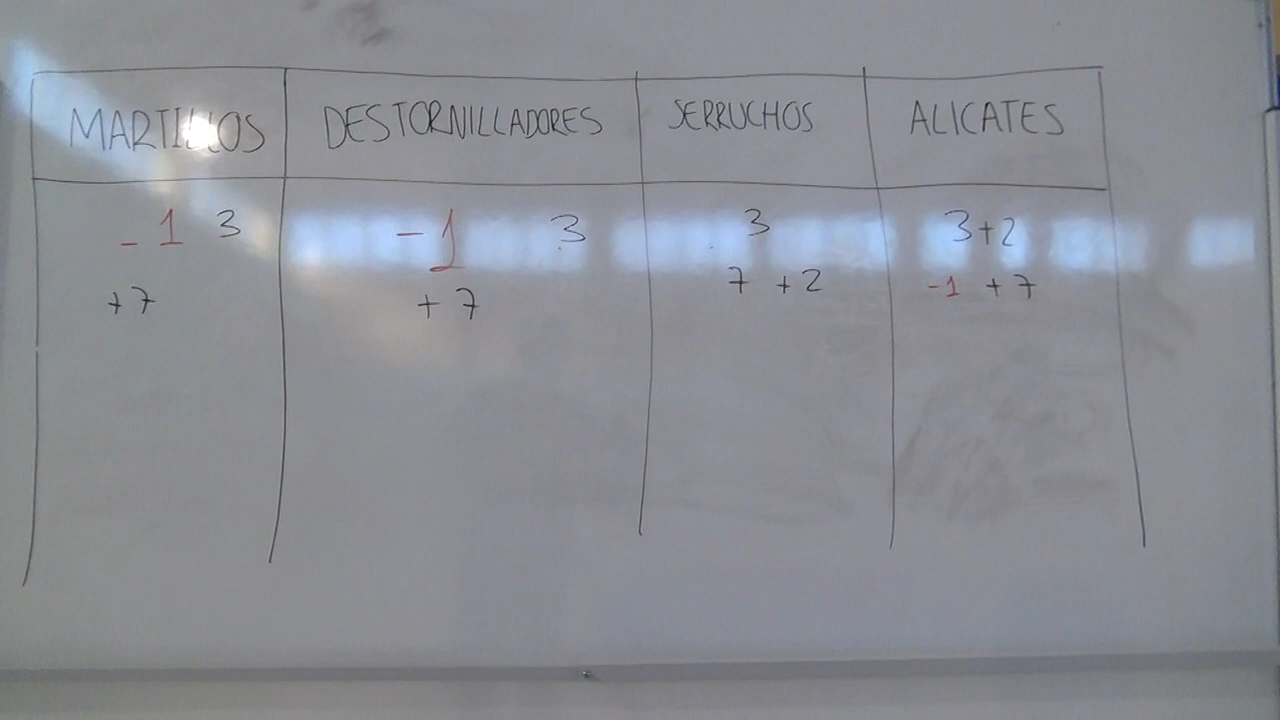 MARTILLOS DESTORNILLADORES SERRUCHOS ALICATES
-1 3 -1 3 3 3+2
+7 +7 7 +2 -1 +7